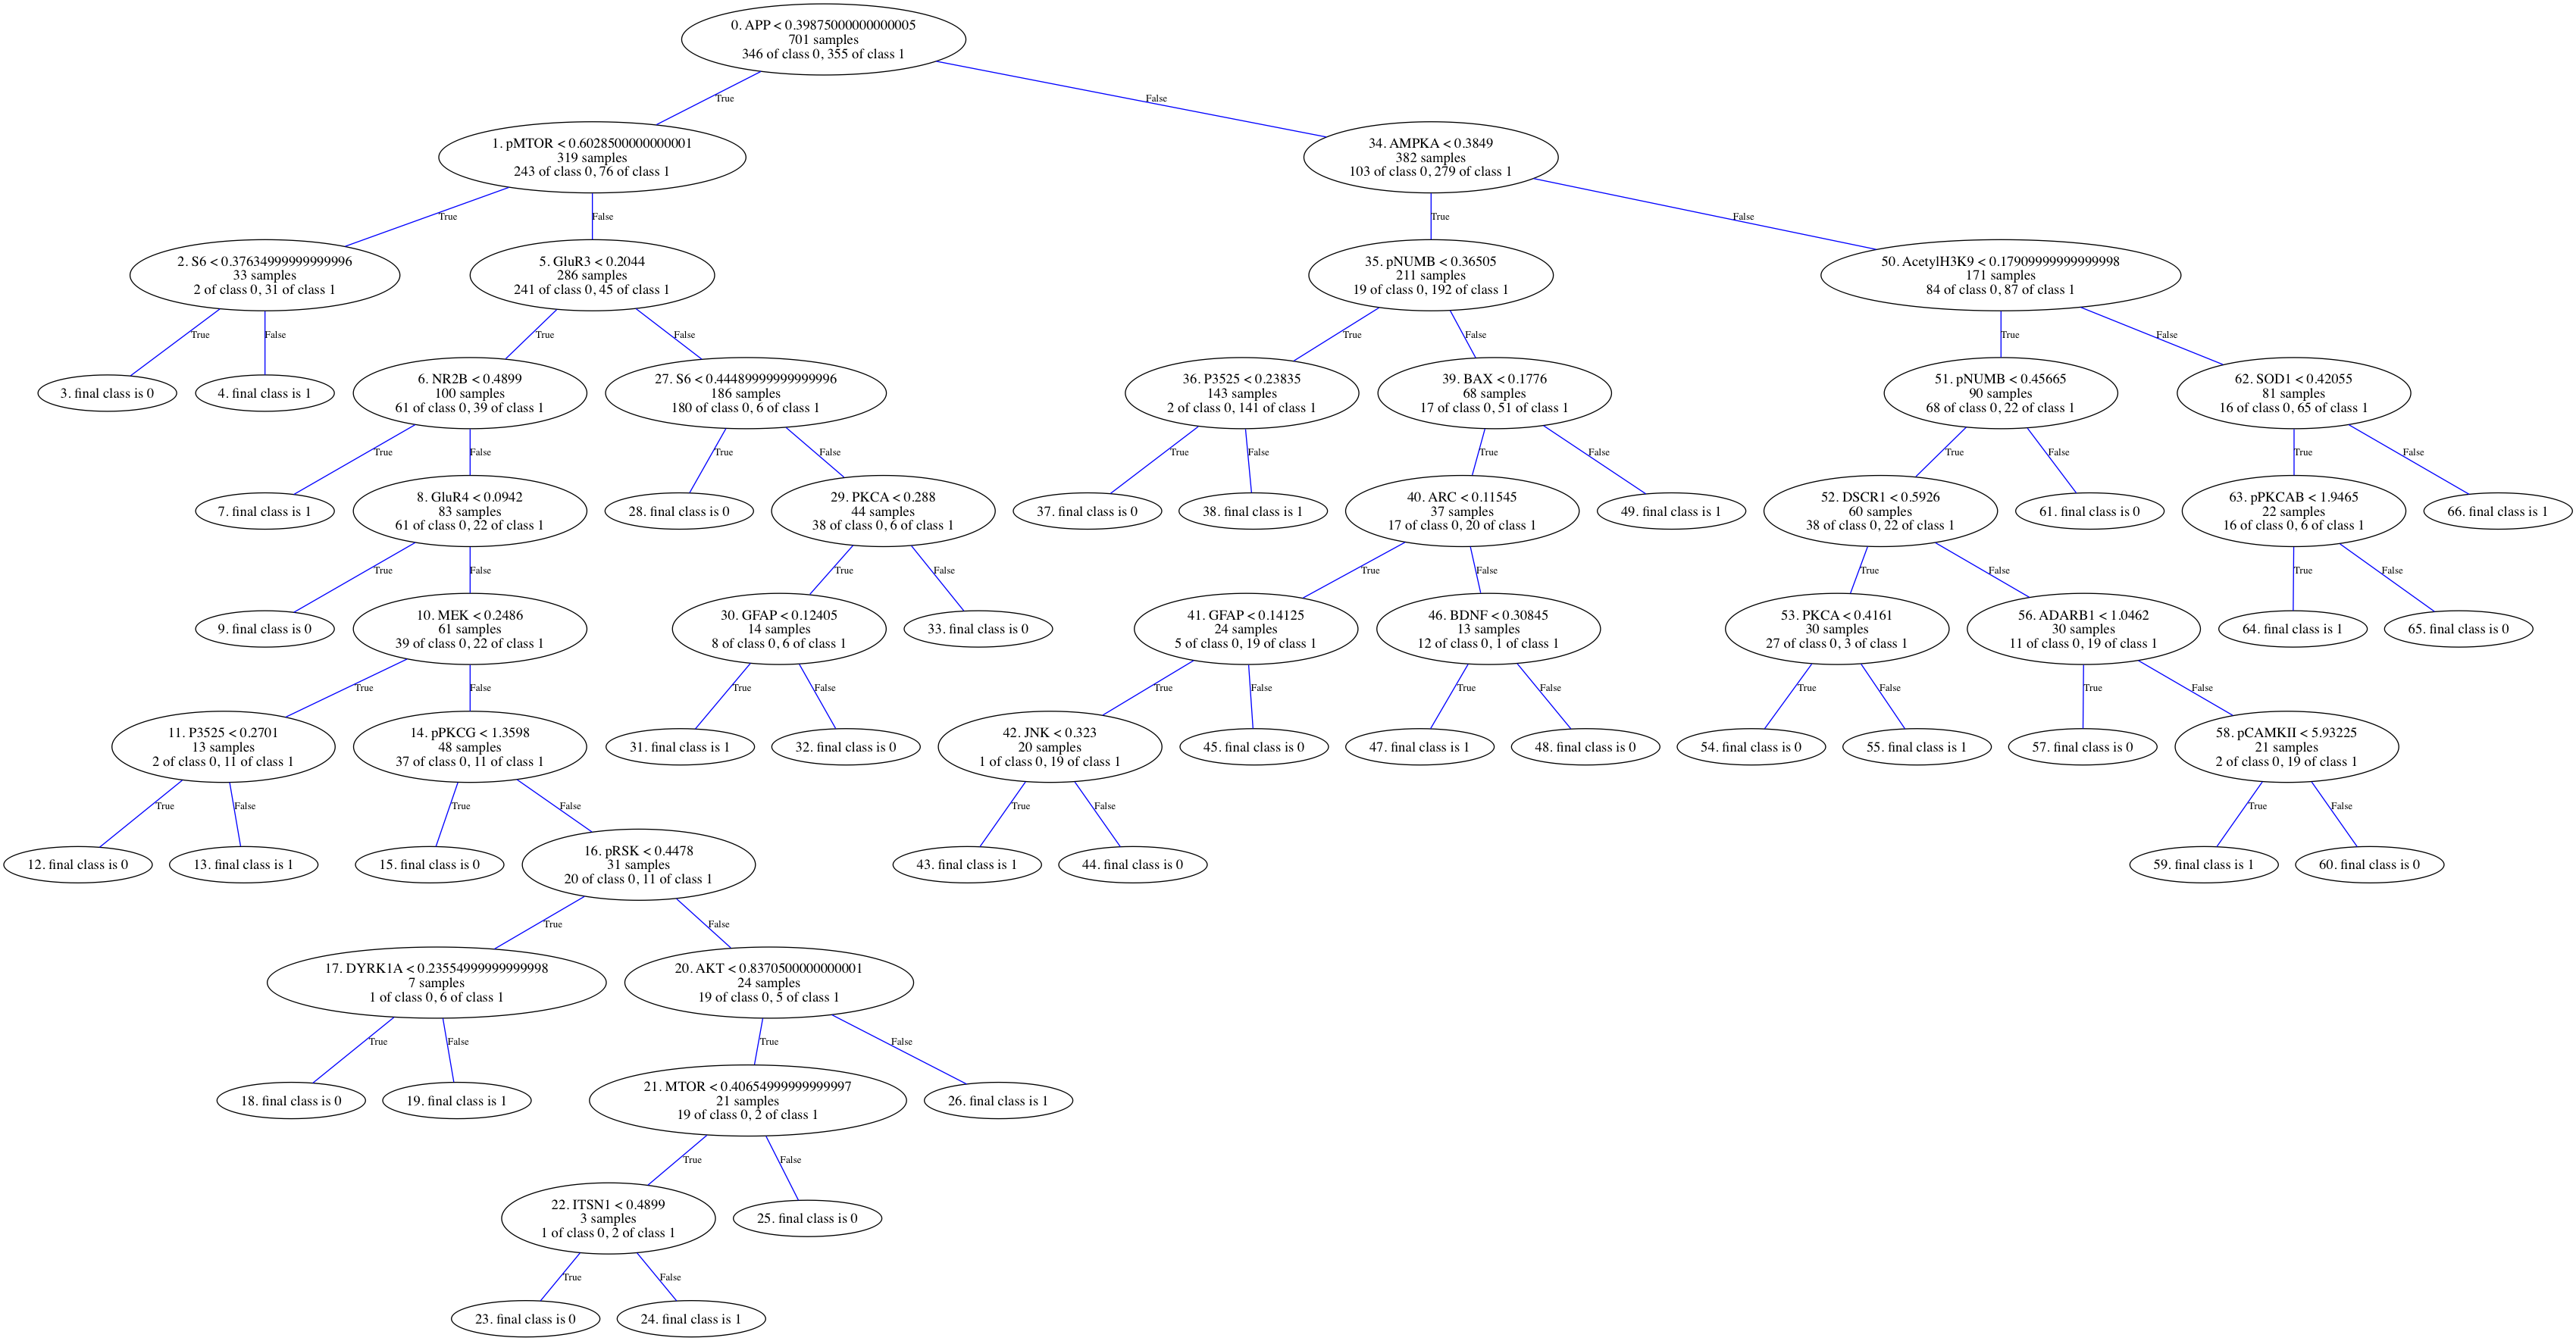 0. APP < 0.39875000000000005
701 samples
346 of class 0, 355 of class 1
True
False
1. pMTOR < 0.6028500000000001
319 samples
243 of class 0, 76 of class 1
34. AMPKA < 0.3849
382 samples
103 of class 0, 279 of class 1
True
False
True
False
2. S6 < 0.37634999999999996
33 samples
2 of class 0, 31 of class 1
5. GluR3 < 0.2044
286 samples
241 of class 0, 45 of class 1
35. pNUMB < 0.36505
211 samples
19 of class 0, 192 of class 1
50. AcetylH3K9 < 0.17909999999999998
171 samples
84 of class 0, 87 of class 1
True
False
True
False
True
False
True
False
3. final class is 0
4. final class is 1
6. NR2B < 0.4899
100 samples
61 of class 0, 39 of class 1
27. S6 < 0.44489999999999996
186 samples
180 of class 0, 6 of class 1
36. P3525 < 0.23835
143 samples
2 of class 0, 141 of class 1
39. BAX < 0.1776
68 samples
17 of class 0, 51 of class 1
51. pNUMB < 0.45665
90 samples
68 of class 0, 22 of class 1
62. SOD1 < 0.42055
81 samples
16 of class 0, 65 of class 1
True
False
True
False
True
False
True
False
True
False
True
False
7. final class is 1
8. GluR4 < 0.0942
83 samples
61 of class 0, 22 of class 1
28. final class is 0
29. PKCA < 0.288
44 samples
38 of class 0, 6 of class 1
37. final class is 0
38. final class is 1
40. ARC < 0.11545
37 samples
17 of class 0, 20 of class 1
49. final class is 1
52. DSCR1 < 0.5926
60 samples
38 of class 0, 22 of class 1
61. final class is 0
63. pPKCAB < 1.9465
22 samples
16 of class 0, 6 of class 1
66. final class is 1
True
False
True
False
True
False
True
False
True
False
9. final class is 0
10. MEK < 0.2486
61 samples
39 of class 0, 22 of class 1
30. GFAP < 0.12405
14 samples
8 of class 0, 6 of class 1
33. final class is 0
41. GFAP < 0.14125
24 samples
5 of class 0, 19 of class 1
46. BDNF < 0.30845
13 samples
12 of class 0, 1 of class 1
53. PKCA < 0.4161
30 samples
27 of class 0, 3 of class 1
56. ADARB1 < 1.0462
30 samples
11 of class 0, 19 of class 1
64. final class is 1
65. final class is 0
True
False
True
False
True
False
True
False
True
False
True
False
11. P3525 < 0.2701
13 samples
2 of class 0, 11 of class 1
14. pPKCG < 1.3598
48 samples
37 of class 0, 11 of class 1
31. final class is 1
32. final class is 0
42. JNK < 0.323
20 samples
1 of class 0, 19 of class 1
45. final class is 0
47. final class is 1
48. final class is 0
54. final class is 0
55. final class is 1
57. final class is 0
58. pCAMKII < 5.93225
21 samples
2 of class 0, 19 of class 1
True
False
True
False
True
False
True
False
12. final class is 0
13. final class is 1
15. final class is 0
16. pRSK < 0.4478
31 samples
20 of class 0, 11 of class 1
43. final class is 1
44. final class is 0
59. final class is 1
60. final class is 0
True
False
17. DYRK1A < 0.23554999999999998
7 samples
1 of class 0, 6 of class 1
20. AKT < 0.8370500000000001
24 samples
19 of class 0, 5 of class 1
True
False
True
False
18. final class is 0
19. final class is 1
21. MTOR < 0.40654999999999997
21 samples
19 of class 0, 2 of class 1
26. final class is 1
True
False
22. ITSN1 < 0.4899
3 samples
1 of class 0, 2 of class 1
25. final class is 0
True
False
23. final class is 0
24. final class is 1